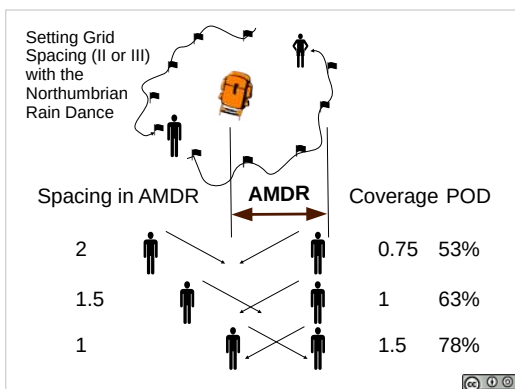 Setting Grid
Spacing (II or III)
with the
Northumbrian
Rain Dance
Spacing in AMDR AMDR Coverage POD
2 0.75 53%
1.5 1 63%
1 1.5 78%
cc